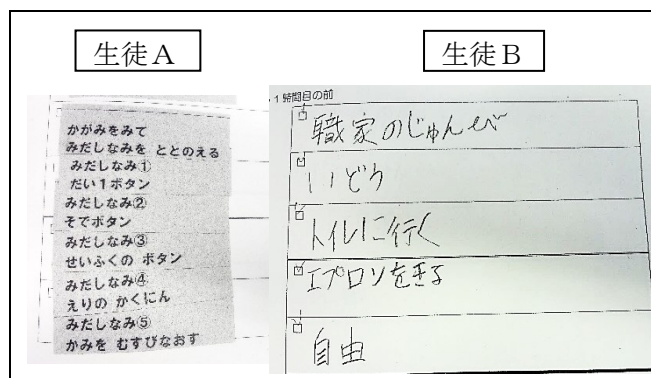 生徒A
かがみをみて
みだしなみを ととのえる
みだしなみ①
だい1ボタン
みだしなみ②
そでボタン
みだしなみ③
せいふくの ボタン
みだしなみ④
えりの かくにん
みだしなみ⑤
かみを むすびなおす
生徒B
1時間目の前
職家のじゅんび
いどう
トイレに行く
エプロンをきる
自由